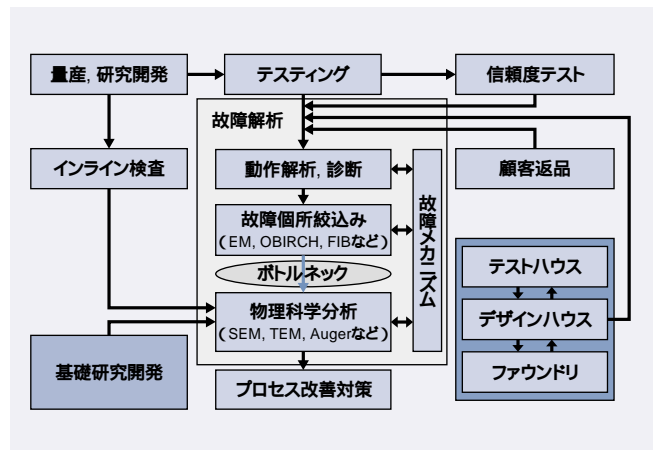 量産, 研究開発
テスティング
信頼度テスト
故障解析
インライン検査
動作解析, 診断
顧客返品
故障個所絞込み
(EM, OBIRCH, FIBなど)
故障メカニズム
ボトルネック
テストハウス
物理科学分析
(SEM, TEM, Augerなど)
デザインハウス
基礎研究開発
ファウンドリ
プロセス改善対策